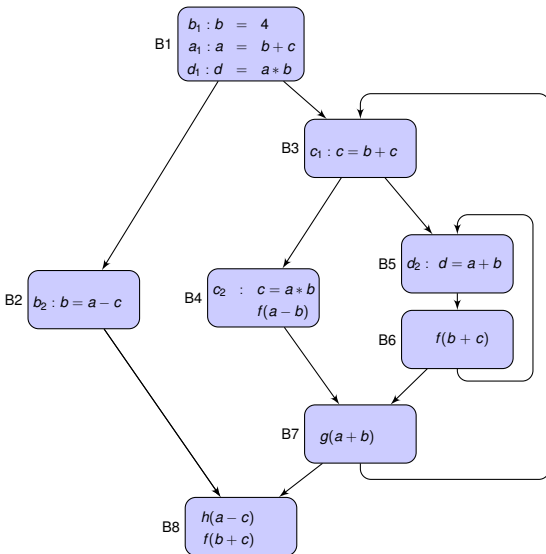 B1
b₁ : b = 4
a₁ : a = b + c
d₁ : d = a * b
B3
c₁ : c = b + c
B5
d₂ : d = a + b
B2
b₂ : b = a − c
B4
c₂ : c = a * b
f(a − b)
B6
f(b + c)
B7
g(a + b)
B8
h(a − c)
f(b + c)